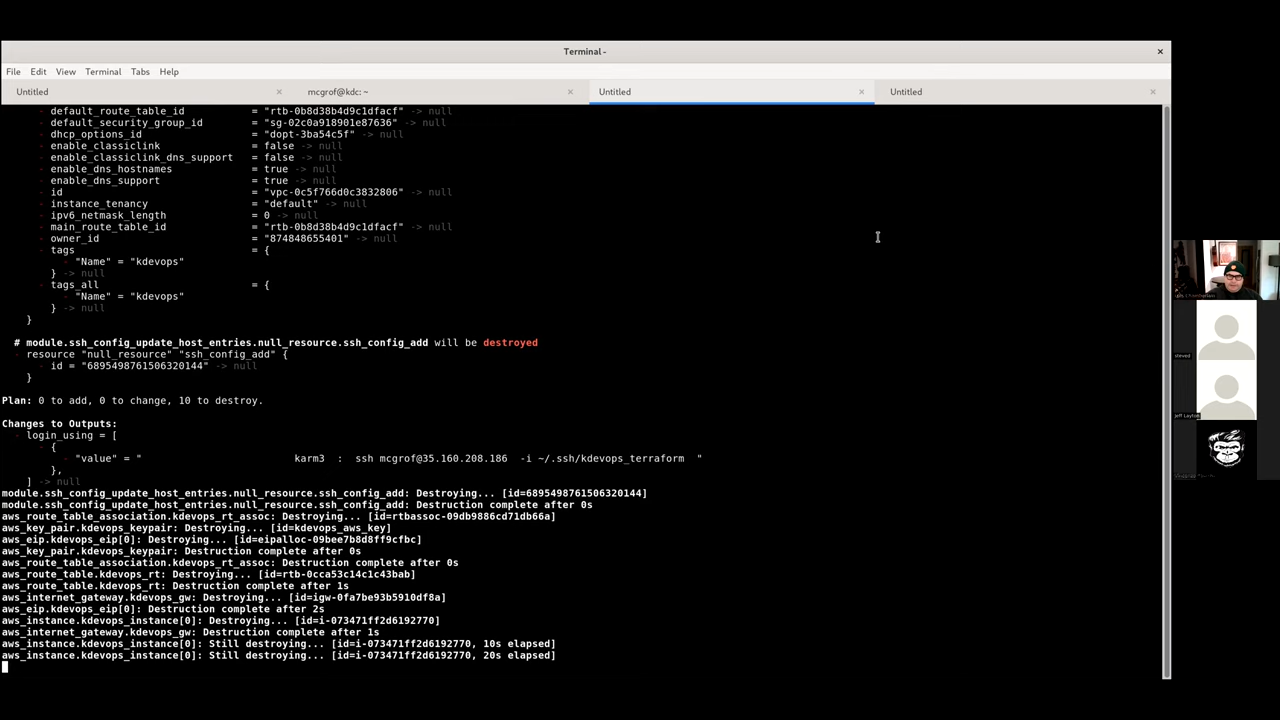 Terminal -
File Edit View Terminal Tabs Help
Untitled mcgrof@kdc: ~ Untitled Untitled
- default_route_table_id = "rtb-0b8d38b4d9c1dfacf" -> null
- default_security_group_id = "sg-02c0a918901e87636" -> null
- dhcp_options_id = "dopt-3ba54c5f" -> null
- enable_classiclink = false -> null
- enable_classiclink_dns_support = false -> null
- enable_dns_hostnames = true -> null
- enable_dns_support = true -> null
- id = "vpc-0c5f766d0c3832806" -> null
- instance_tenancy = "default" -> null
- ipv6_netmask_length = 0 -> null
- main_route_table_id = "rtb-0b8d38b4d9c1dfacf" -> null
- owner_id = "874848655401" -> null
- tags = {
- "Name" = "kdevops"
} -> null
- tags_all = {
- "Name" = "kdevops"
} -> null
}
# module.ssh_config_update_host_entries.null_resource.ssh_config_add will be destroyed
- resource "null_resource" "ssh_config_add" {
- id = "6895498761506320144" -> null
}
Plan: 0 to add, 0 to change, 10 to destroy.
Changes to Outputs:
- login_using = [
- {
- "value" = " karm3 : ssh mcgrof@35.160.208.186 -i ~/.ssh/kdevops_terraform "
},
] -> null
module.ssh_config_update_host_entries.null_resource.ssh_config_add: Destroying... [id=6895498761506320144]
module.ssh_config_update_host_entries.null_resource.ssh_config_add: Destruction complete after 0s
aws_route_table_association.kdevops_rt_assoc: Destroying... [id=rtbassoc-09db9886cd71db66a]
aws_key_pair.kdevops_keypair: Destroying... [id=kdevops_aws_key]
aws_eip.kdevops_eip[0]: Destroying... [id=eipalloc-09bee7b8d8ff9cfbc]
aws_key_pair.kdevops_keypair: Destruction complete after 0s
aws_route_table_association.kdevops_rt_assoc: Destruction complete after 0s
aws_route_table.kdevops_rt: Destroying... [id=rtb-0cca53c14c1c43bab]
aws_route_table.kdevops_rt: Destruction complete after 1s
aws_internet_gateway.kdevops_gw: Destroying... [id=igw-0fa7be93b5910df8a]
aws_eip.kdevops_eip[0]: Destruction complete after 2s
aws_instance.kdevops_instance[0]: Destroying... [id=i-073471ff2d6192770]
aws_internet_gateway.kdevops_gw: Destruction complete after 1s
aws_instance.kdevops_instance[0]: Still destroying... [id=i-073471ff2d6192770, 10s elapsed]
aws_instance.kdevops_instance[0]: Still destroying... [id=i-073471ff2d6192770, 20s elapsed]
steved
Jeff Layton